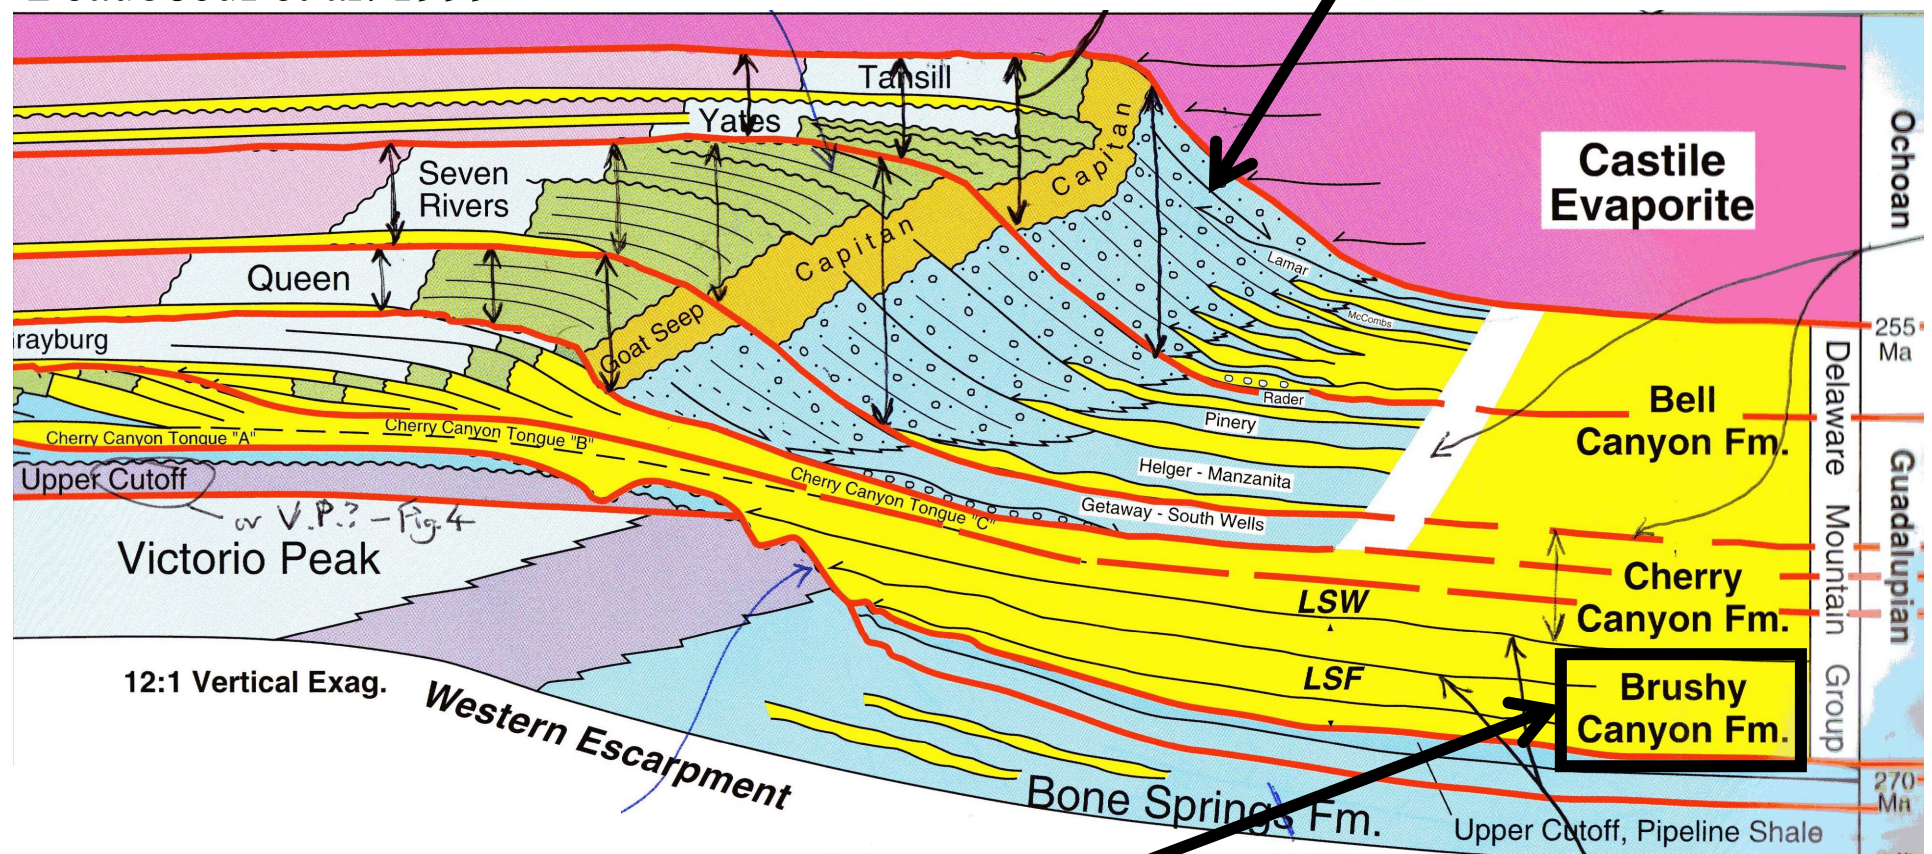 Tansill
Yates
Capitan
Castile
Evaporite
Ochoan
Seven
Rivers
Capitan
Queen
Lamar
McCombs
Goat Seep
rayburg
255
Ma
Rader
Bell
Canyon Fm.
Delaware Mountain Group
Guadalupian
Pinery
Helger - Manzanita
Getaway - South Wells
Cherry Canyon Tongue "A"
Cherry Canyon Tongue "B"
Cherry Canyon Tongue "C"
Upper Cutoff
or V.P.? - Fig. 4
Victorio Peak
Cherry
Canyon Fm.
LSW
LSF
Brushy
Canyon Fm.
12:1 Vertical Exag.
Western Escarpment
Bone Springs Fm.
270
Ma
Upper Cutoff, Pipeline Shale